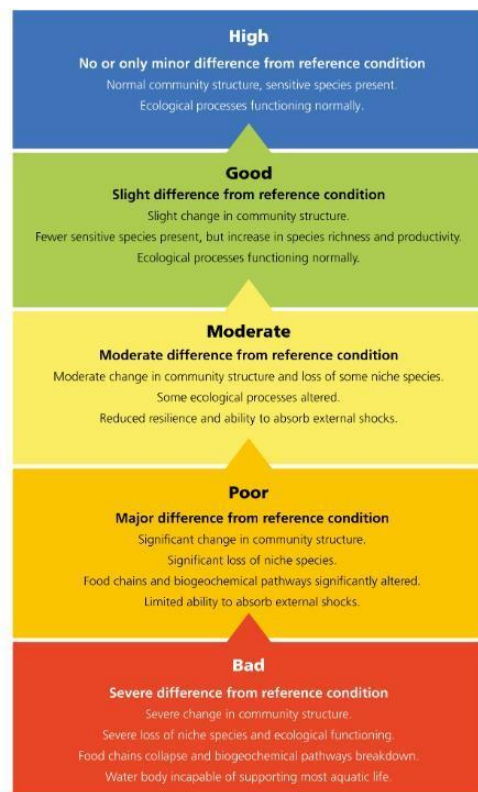 High
No or only minor difference from reference condition
Normal community structure, sensitive species present.
Ecological processes functioning normally.
Good
Slight difference from reference condition
Slight change in community structure.
Fewer sensitive species present, but increase in species richness and productivity.
Ecological processes functioning normally.
Moderate
Moderate difference from reference condition
Moderate change in community structure and loss of some niche species.
Some ecological processes altered.
Reduced resilience and ability to absorb external shocks.
Poor
Major difference from reference condition
Significant change in community structure.
Significant loss of niche species.
Food chains and biogeochemical pathways significantly altered.
Limited ability to absorb external shocks.
Bad
Severe difference from reference condition
Severe change in community structure.
Severe loss of niche species and ecological functioning.
Food chains collapse and biogeochemical pathways breakdown.
Water body incapable of supporting most aquatic life.